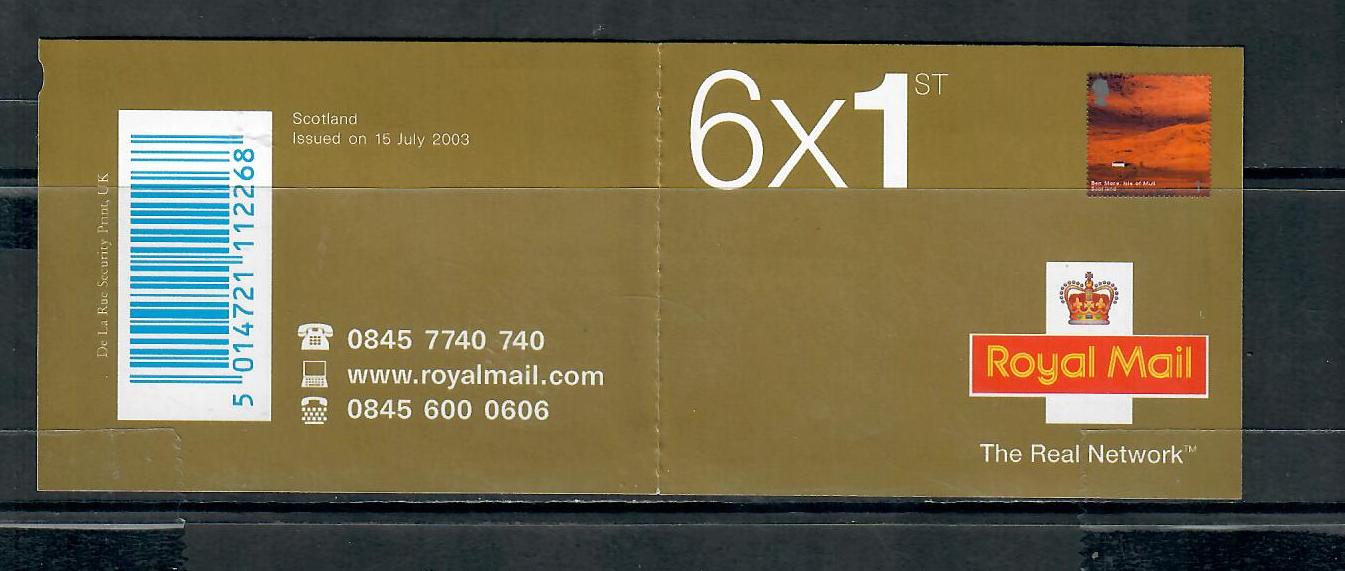 De La Rue Security Print, UK
5 014721 112268
Scotland
Issued on 15 July 2003
0845 7740 740
www.royalmail.com
0845 600 0606
6x1ST
Ben More, Isle of Mull
Scotland
Royal Mail
The Real Network™